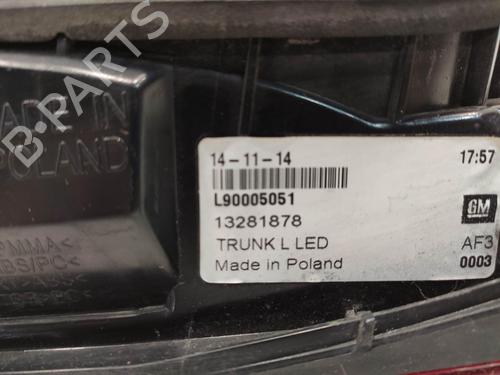 MADE IN
POLAND
B-PARTS
14-11-14 17:57
L90005051
13281878 GM
TRUNK L LED AF3
Made in Poland 0003